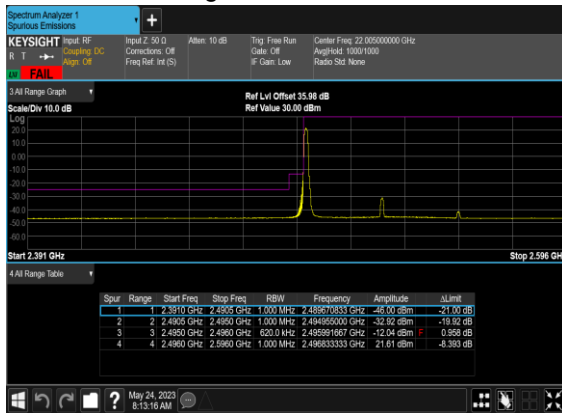 Spectrum Analyzer 1
Spurious Emissions
KEYSIGHT Input: RF Input Z: 50 Ω Atten: 10 dB Trig: Free Run Center Freq: 22.005000000 GHz
R T Coupling: DC Corrections: Off Gate: Off Avg|Hold: 1000/1000
Align: Off Freq Ref: Int (S) IF Gain: Low Radio Std: None
LXI FAIL
3 All Range Graph
Ref Lvl Offset 35.98 dB
Scale/Div 10.0 dB Ref Value 30.00 dBm
Log
20.0
10.0
0.00
-10.0
-20.0
-30.0
-40.0
-50.0
-60.0
Start 2.391 GHz Stop 2.596 GH
4 All Range Table
Spur Range Start Freq Stop Freq RBW Frequency Amplitude ΔLimit
1 1 2.3910 GHz 2.4905 GHz 1.000 MHz 2.489670833 GHz -46.00 dBm -21.00 dB
2 2 2.4905 GHz 2.4950 GHz 1.000 MHz 2.494955000 GHz -32.92 dBm -19.92 dB
3 3 2.4950 GHz 2.4960 GHz 620.0 kHz 2.495991667 GHz -12.04 dBm F 0.958 dB
4 4 2.4960 GHz 2.5960 GHz 1.000 MHz 2.496833333 GHz 21.61 dBm -8.393 dB
? May 24, 2023
8:13:16 AM